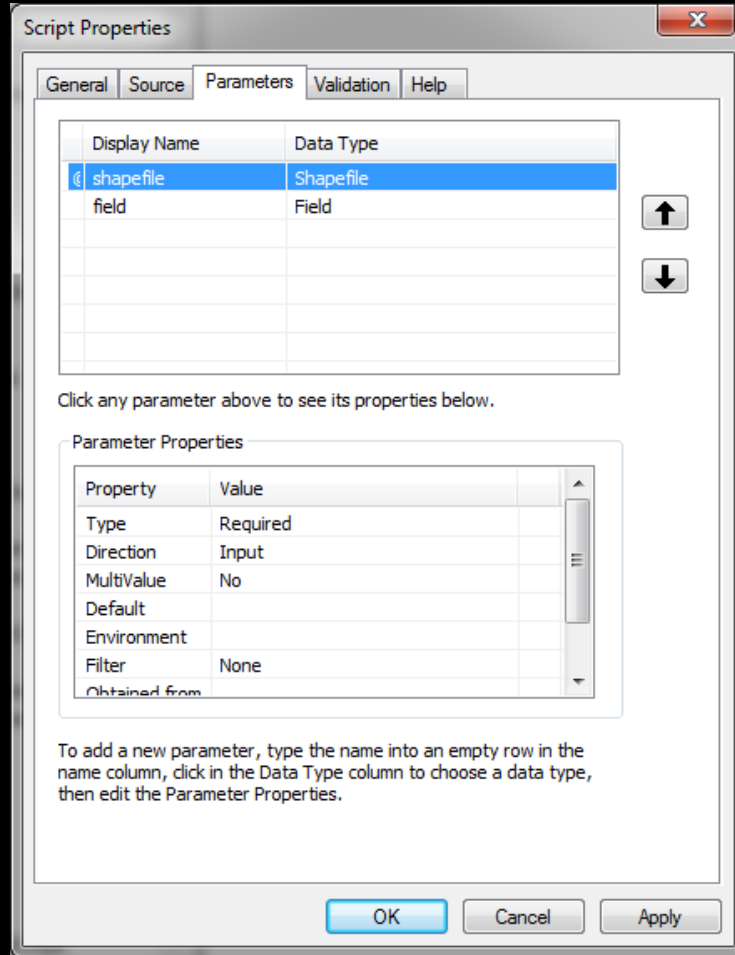 Script Properties
General Source Parameters Validation Help
Display Name Data Type
shapefile Shapefile
field Field
Click any parameter above to see its properties below.
Parameter Properties
Property Value
Type Required
Direction Input
MultiValue No
Default
Environment
Filter None
Obtained from
To add a new parameter, type the name into an empty row in the
name column, click in the Data Type column to choose a data type,
then edit the Parameter Properties.
OK Cancel Apply